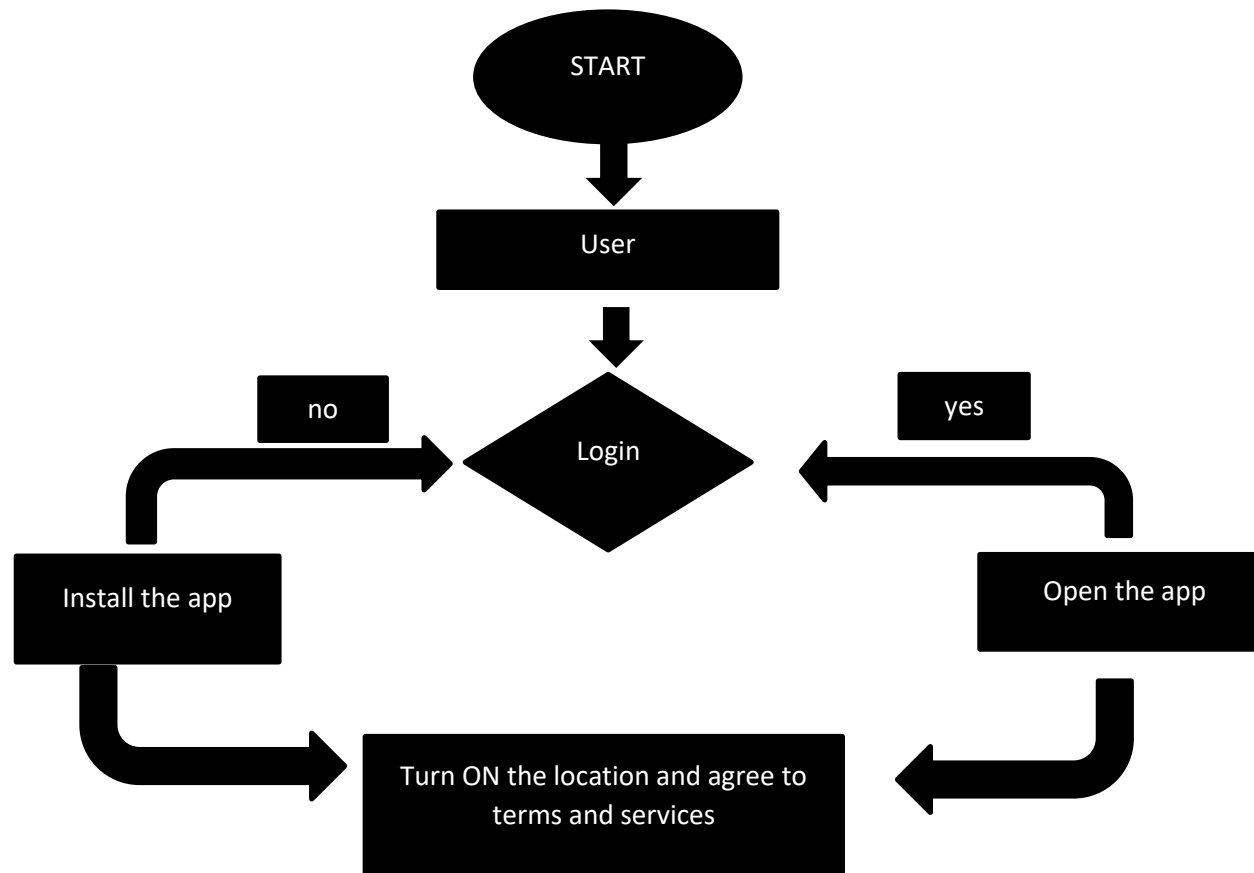 START
User
no
yes
Login
Install the app
Open the app
Turn ON the location and agree to
terms and services